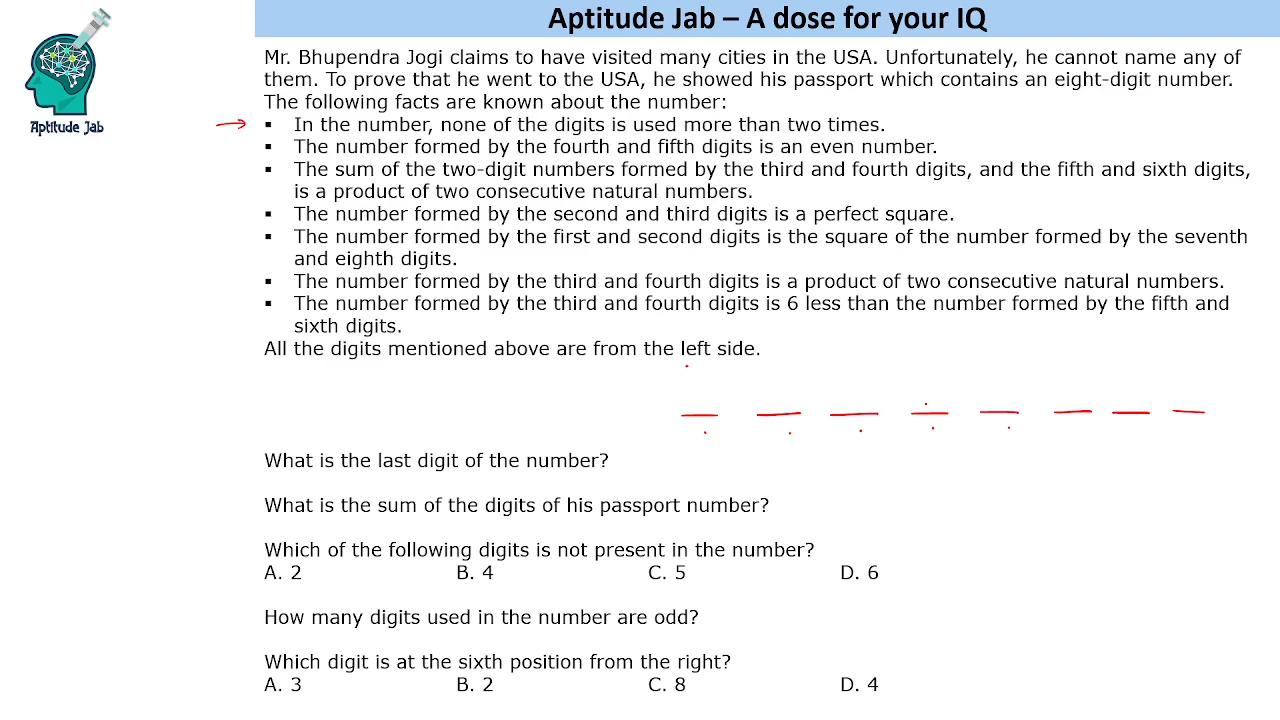 Aptitude Jab – A dose for your IQ
Aptitude Jab
Mr. Bhupendra Jogi claims to have visited many cities in the USA. Unfortunately, he cannot name any of
them. To prove that he went to the USA, he showed his passport which contains an eight-digit number.
The following facts are known about the number:
▪ In the number, none of the digits is used more than two times.
▪ The number formed by the fourth and fifth digits is an even number.
▪ The sum of the two-digit numbers formed by the third and fourth digits, and the fifth and sixth digits,
is a product of two consecutive natural numbers.
▪ The number formed by the second and third digits is a perfect square.
▪ The number formed by the first and second digits is the square of the number formed by the seventh
and eighth digits.
▪ The number formed by the third and fourth digits is a product of two consecutive natural numbers.
▪ The number formed by the third and fourth digits is 6 less than the number formed by the fifth and
sixth digits.
All the digits mentioned above are from the left side.
What is the last digit of the number?
What is the sum of the digits of his passport number?
Which of the following digits is not present in the number?
A. 2 B. 4 C. 5 D. 6
How many digits used in the number are odd?
Which digit is at the sixth position from the right?
A. 3 B. 2 C. 8 D. 4